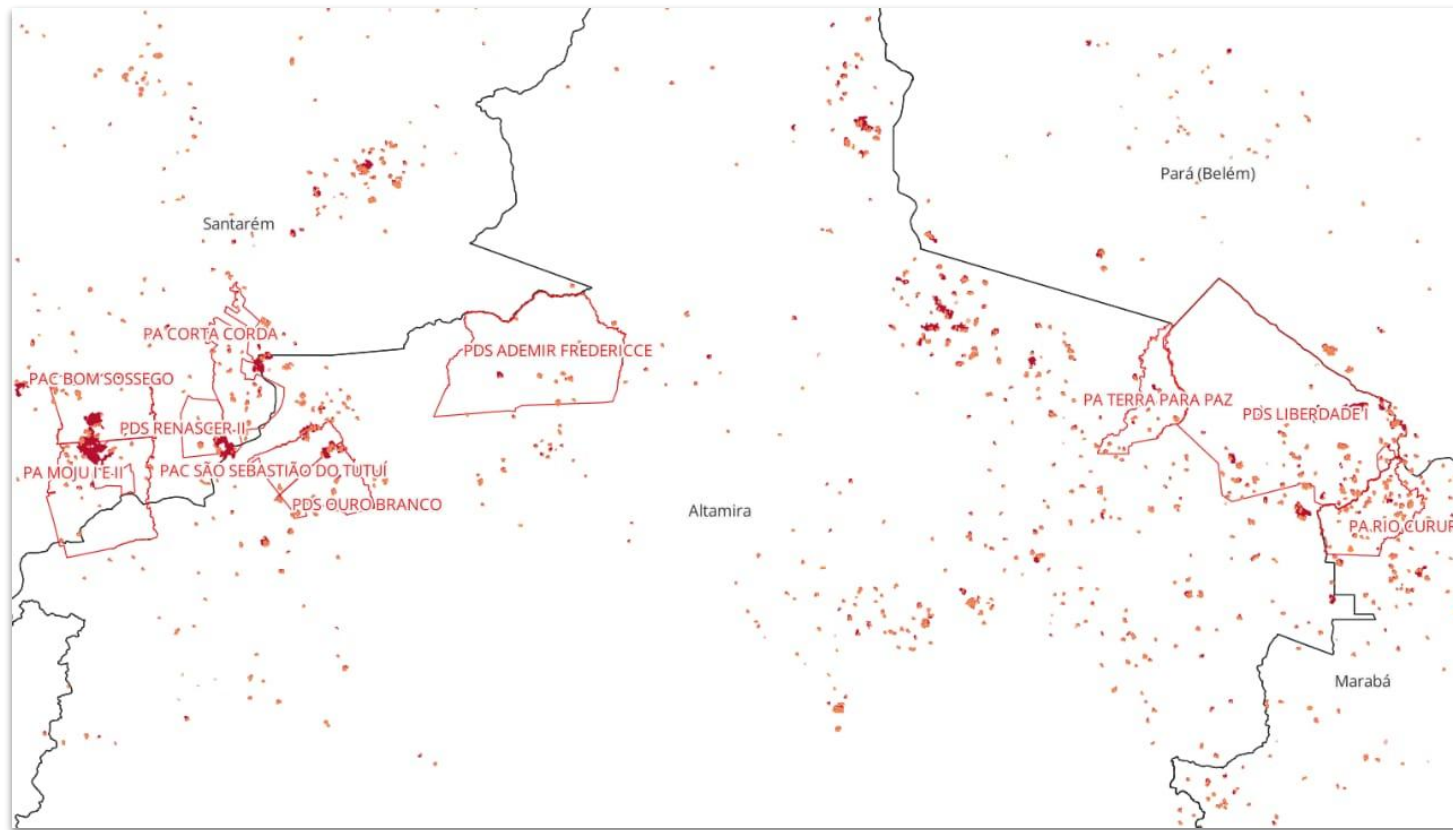 Pará (Belém)
Santarém
PA CORTA CORDA
PDS ADEMIR FREDERICCE
PAC BOM SOSSEGO
PA TERRA PARA PAZ
PDS LIBERDADE I
PDS RENASCER II
PA MOJU I E II
PAC SÃO SEBASTIÃO DO TUTUÍ
PDS OURO BRANCO
Altamira
PA RIO CURUP
Marabá